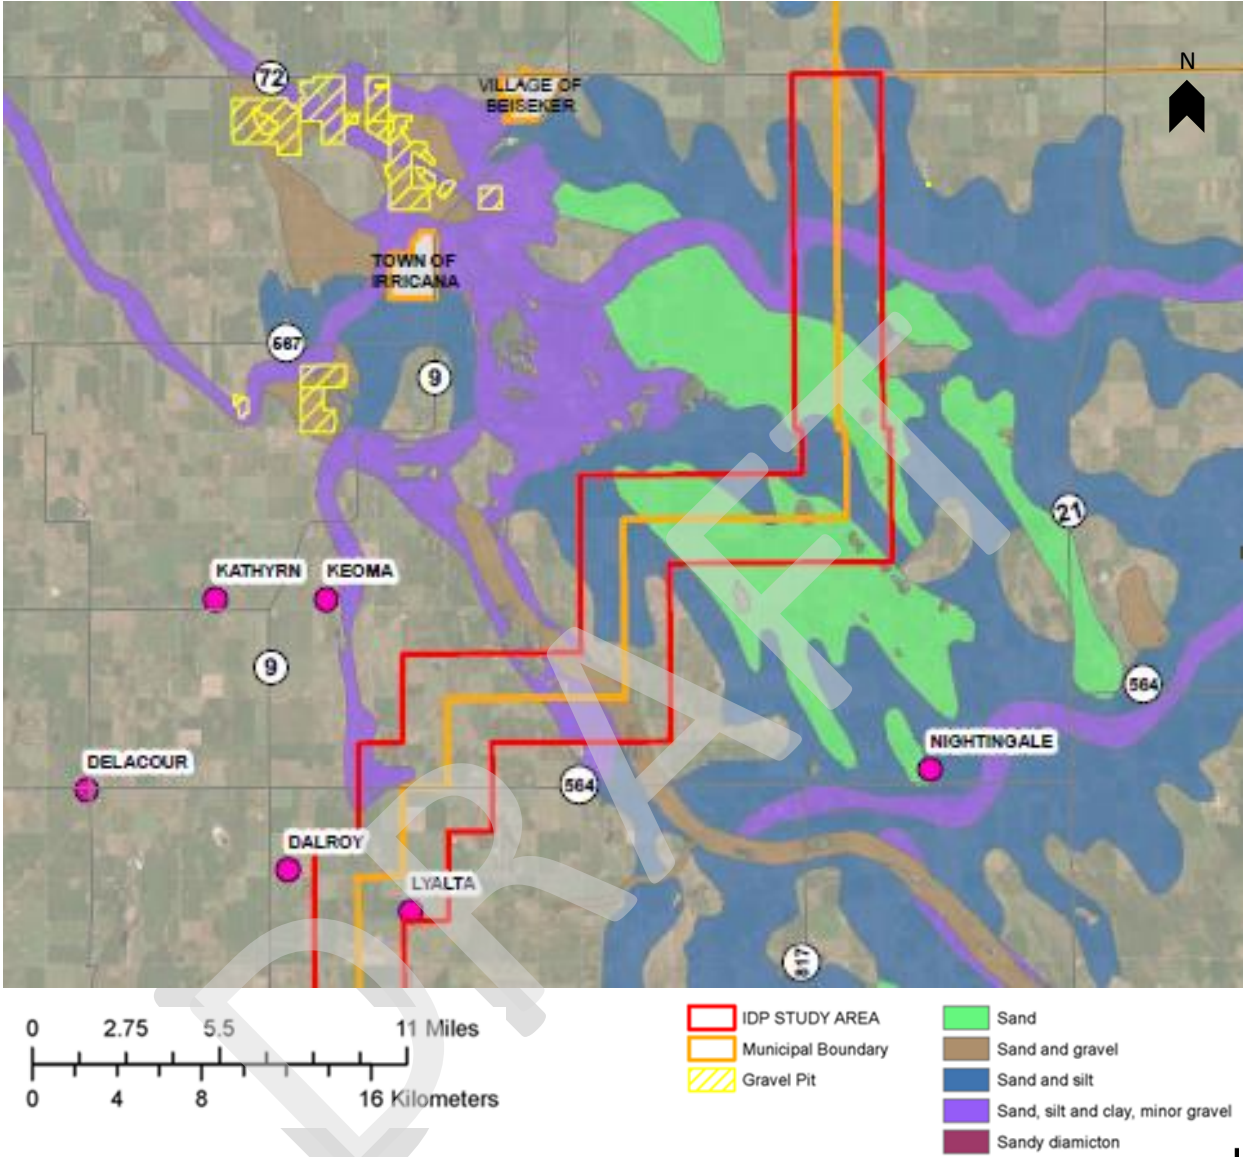 N
72
VILLAGE OF
BEISEKER
TOWN OF
IRRICANA
567
9
21
KATHYRN
KEOMA
9
564
NIGHTINGALE
DELACOUR
564
DALROY
LYALTA
817
DRAFT
0 2.75 5.5 11 Miles
0 4 8 16 Kilometers
IDP STUDY AREA
Municipal Boundary
Gravel Pit
Sand
Sand and gravel
Sand and silt
Sand, silt and clay, minor gravel
Sandy diamicton